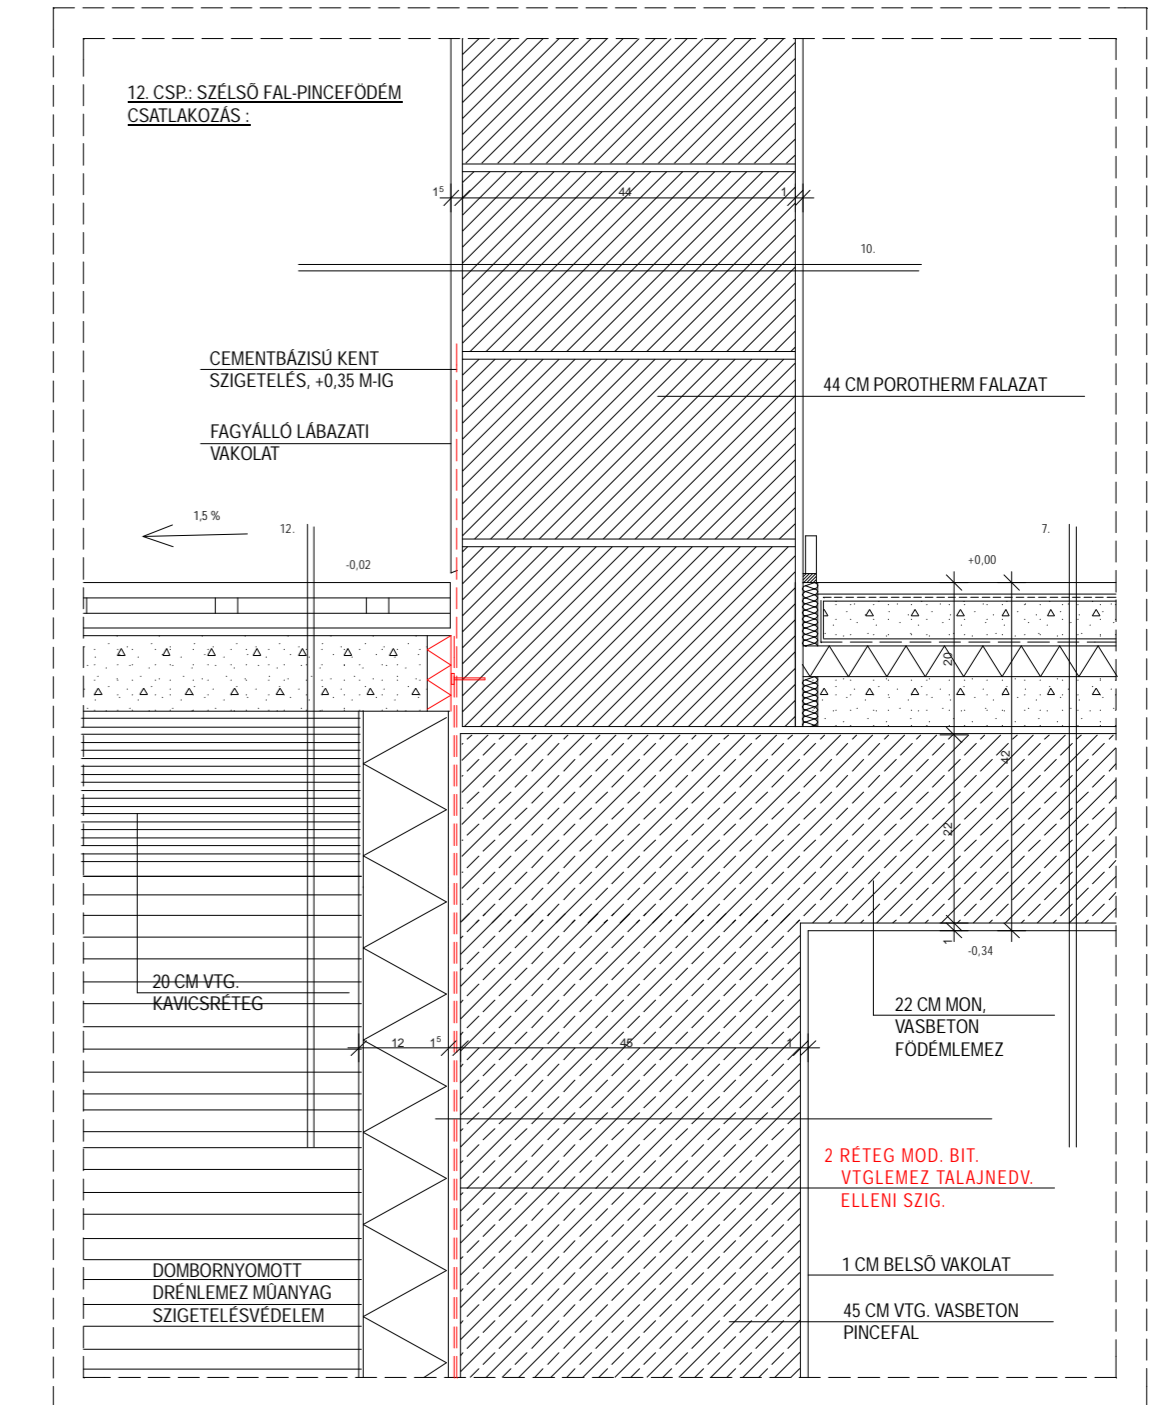 12. CSP.: SZÉLSÕ FAL-PINCEFÖDÉM
CSATLAKOZÁS :
1⁵
44
1
10.
CEMENTBÁZISÚ KENT
SZIGETELÉS, +0,35 M-IG
44 CM POROTHERM FALAZAT
FAGYÁLLÓ LÁBAZATI
VAKOLAT
1,5 %
12.
7.
-0,02
+0,00
20
42
22
1
-0,34
20 CM VTG.
KAVICSRÉTEG
22 CM MON,
VASBETON
FÖDÉMLEMEZ
12
1⁵
45
1
2 RÉTEG MOD. BIT.
VTGLEMEZ TALAJNEDV.
ELLENI SZIG.
DOMBORNYOMOTT
DRÉNLEMEZ MÛANYAG
SZIGETELÉSVÉDELEM
1 CM BELSÕ VAKOLAT
45 CM VTG. VASBETON
PINCEFAL